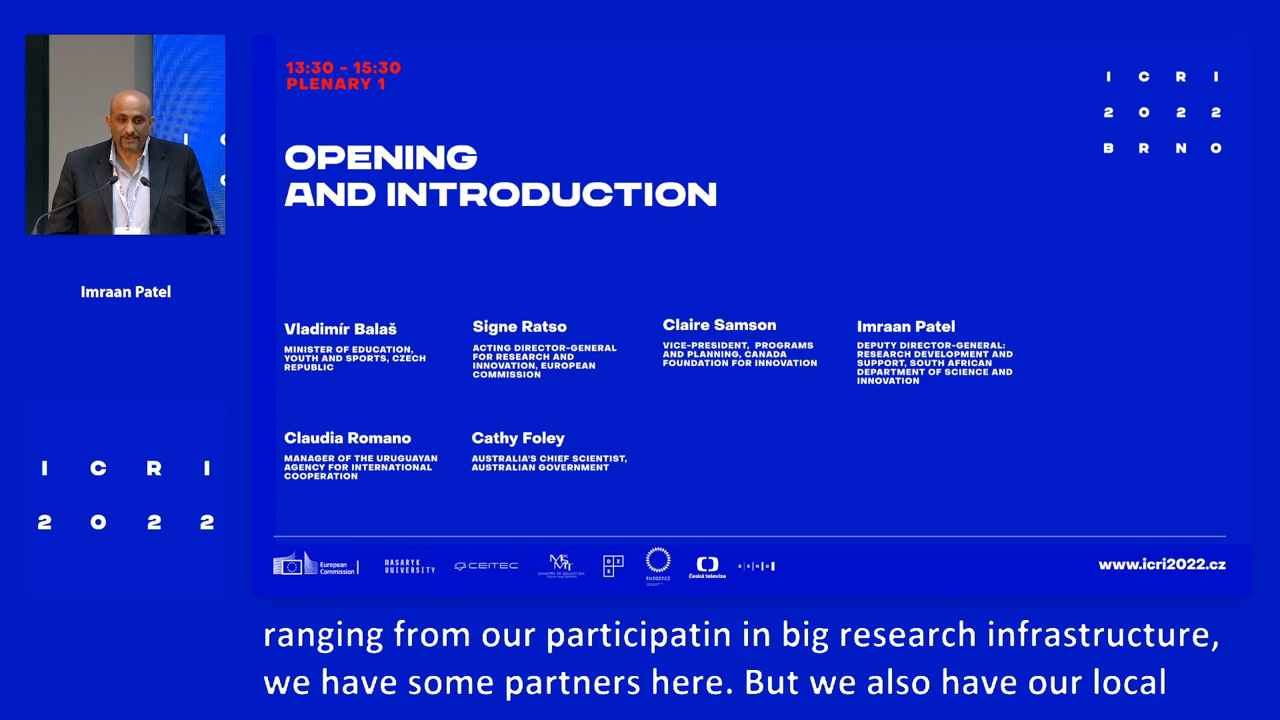 Imraan Patel
I C R I
2 0 2 2
13:30 - 15:30
PLENARY 1
I C R I
2 0 2 2
B R N O
OPENING
AND INTRODUCTION
Vladimír Balaš
MINISTER OF EDUCATION,
YOUTH AND SPORTS, CZECH
REPUBLIC
Signe Ratso
ACTING DIRECTOR-GENERAL
FOR RESEARCH AND
INNOVATION, EUROPEAN
COMMISSION
Claire Samson
VICE-PRESIDENT, PROGRAMS
AND PLANNING, CANADA
FOUNDATION FOR INNOVATION
Imraan Patel
DEPUTY DIRECTOR-GENERAL:
RESEARCH DEVELOPMENT AND
SUPPORT, SOUTH AFRICAN
DEPARTMENT OF SCIENCE AND
INNOVATION
Claudia Romano
MANAGER OF THE URUGUAYAN
AGENCY FOR INTERNATIONAL
COOPERATION
Cathy Foley
AUSTRALIA'S CHIEF SCIENTIST,
AUSTRALIAN GOVERNMENT
European
Commission
MASARYK
UNIVERSITY
CEITEC
Česká televize
B R N O
www.icri2022.cz
ranging from our participatin in big research infrastructure,
we have some partners here. But we also have our local